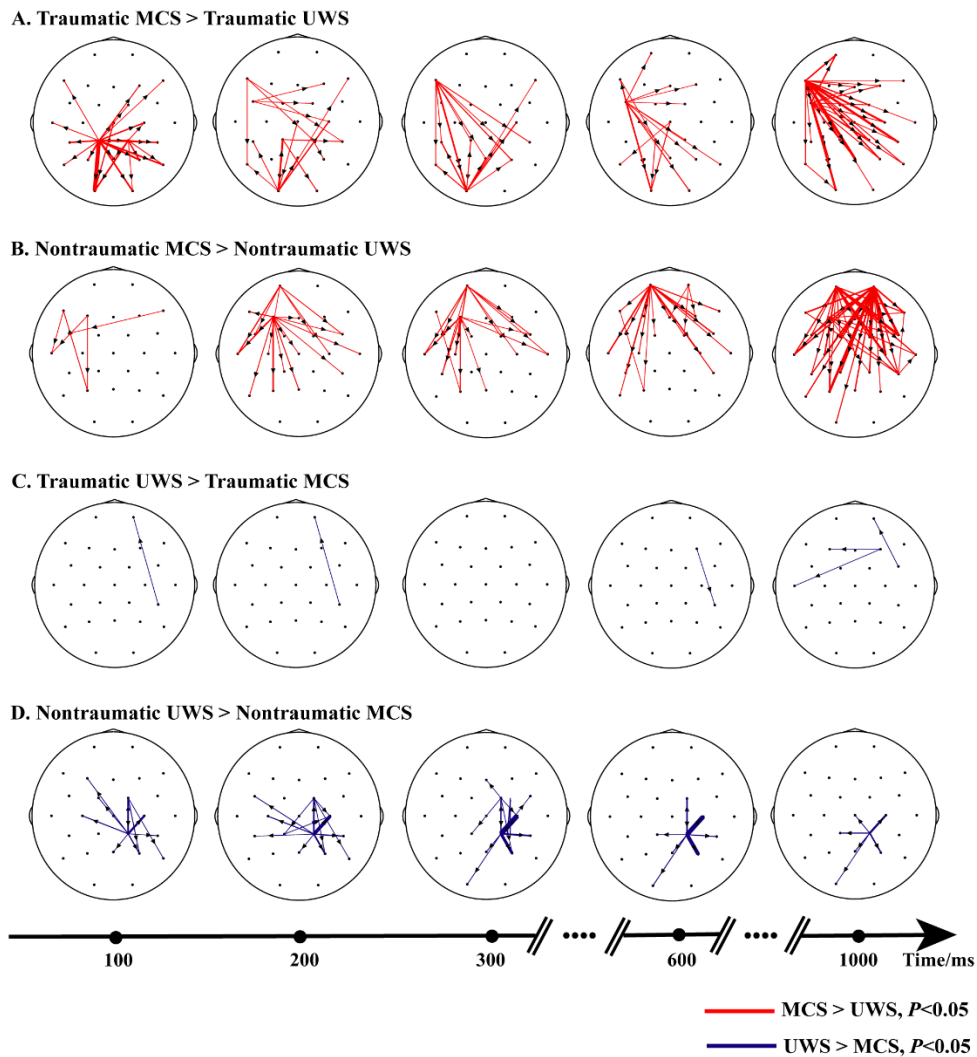 A. Traumatic MCS > Traumatic UWS
B. Nontraumatic MCS > Nontraumatic UWS
C. Traumatic UWS > Traumatic MCS
D. Nontraumatic UWS > Nontraumatic MCS
100 200 300 600 1000 Time/ms
MCS > UWS, P<0.05
UWS > MCS, P<0.05